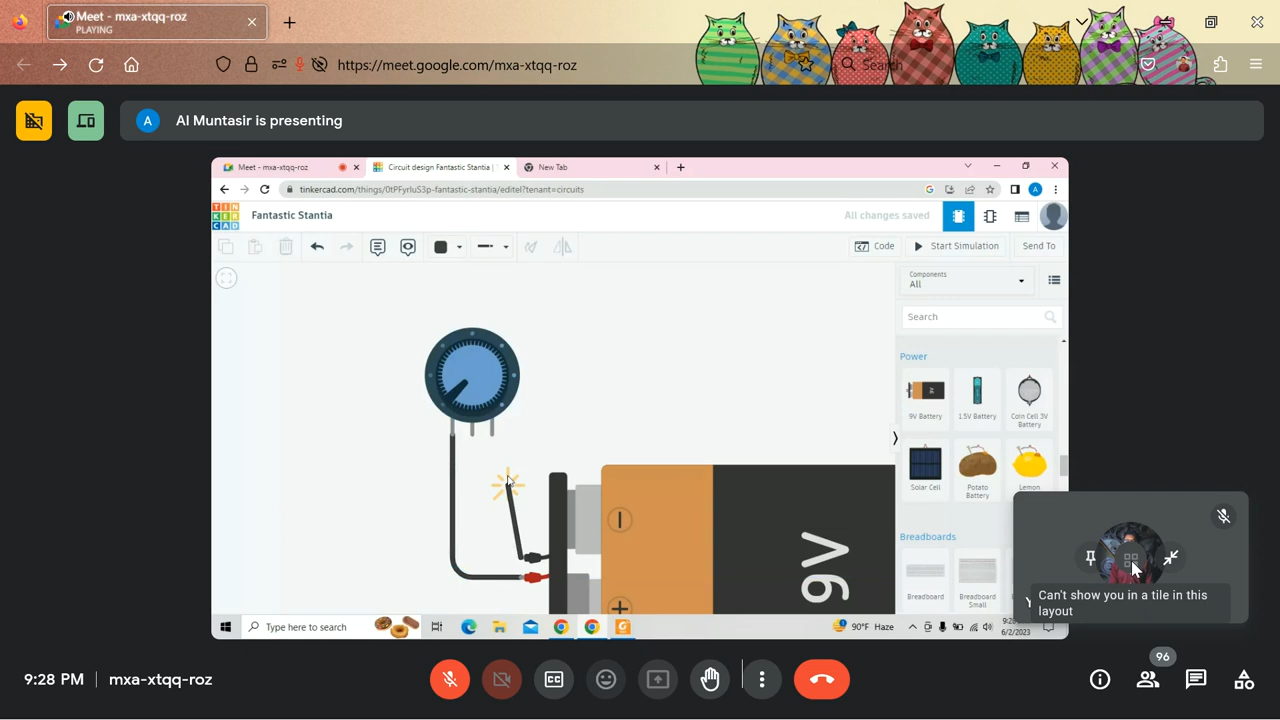 Meet - mxa-xtqq-roz
PLAYING
https://meet.google.com/mxa-xtqq-roz
Search
A
Al Muntasir is presenting
Meet - mxa-xtqq-roz
Circuit design Fantastic Stantia |
New Tab
tinkercad.com/things/0tPFyrluS3p-fantastic-stantia/editel?tenant=circuits
A
TIN
KER
CAD
Fantastic Stantia
All changes saved
Code
Start Simulation
Send To
Components
All
Search
Power
9V Battery
1.5V Battery
Coin Cell 3V
Battery
Solar Cell
Potato
Battery
Lemon
Breadboards
Breadboard
Breadboard
Small
9V
Can't show you in a tile in this
layout
Type here to search
90°F Haze
6/2/2023
9:28 PM
mxa-xtqq-roz
96